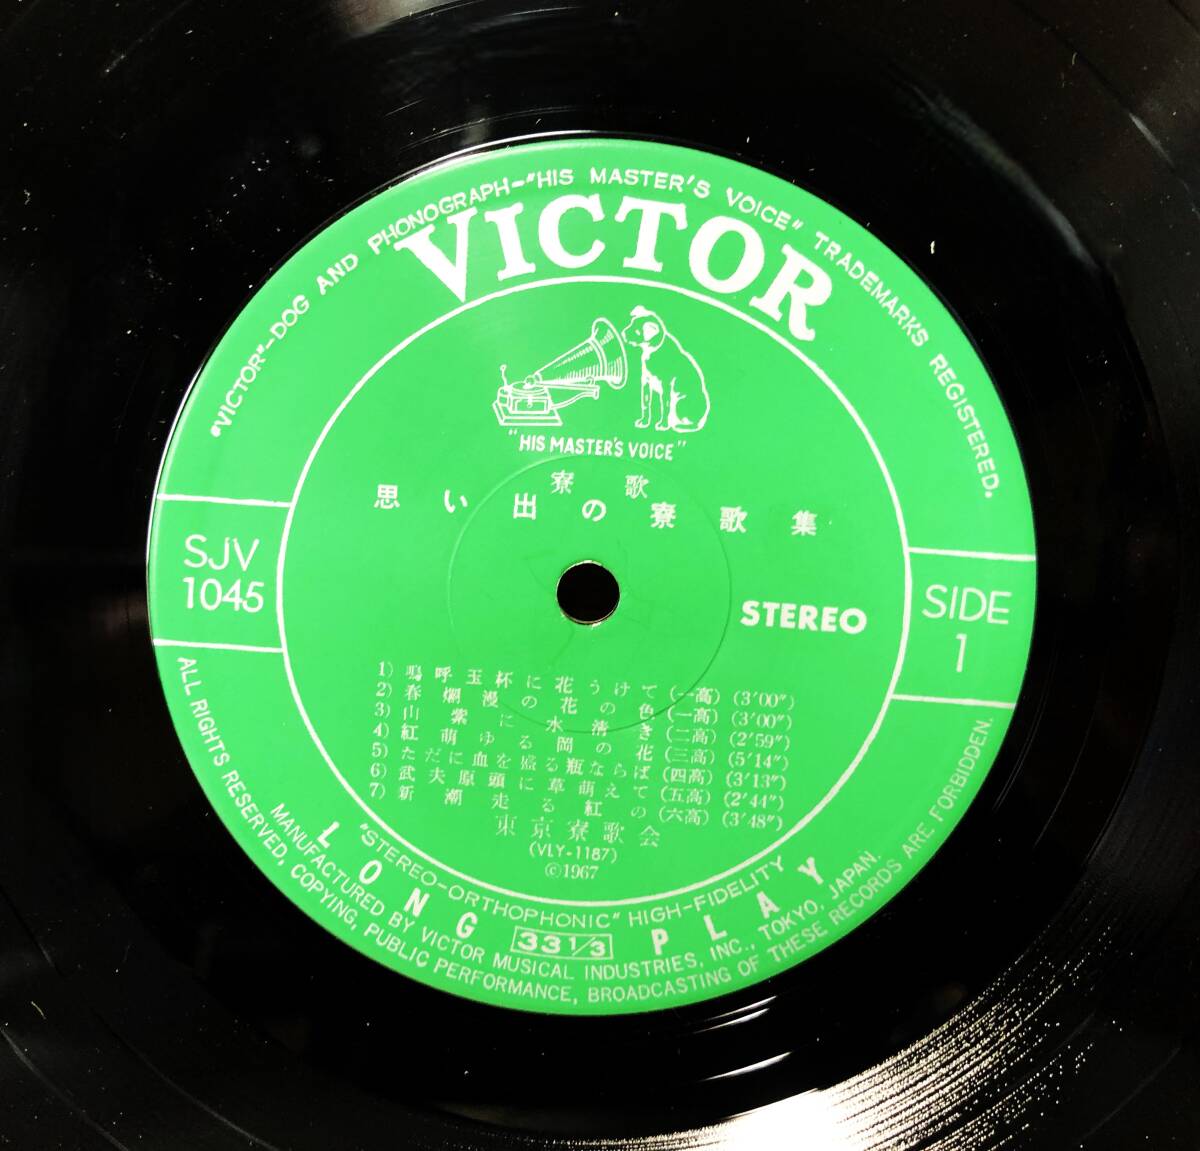 "VICTOR"-DOG AND PHONOGRAPH-"HIS MASTER'S VOICE" TRADEMARKS REGISTERED.
VICTOR
"HIS MASTER'S VOICE"
寮歌
思い出の寮歌集
SJV
1045
STEREO
SIDE
1
1) 嗚呼玉杯に花うけて (一高) (3′00″)
2) 春爛漫の花の色 (一高) (3′00″)
3) 山紫に水清き (二高) (2′59″)
4) 紅萌ゆる岡の花 (三高) (5′14″)
5) ただに血を盛る瓶ならば (四高) (3′13″)
6) 武夫原頭に草萌えて (五高) (2′44″)
7) 新潮走る紅の (六高) (3′48″)
東京寮歌会
(VLY-1187)
©1967
"STEREO-ORTHOPHONIC" HIGH-FIDELITY
LONG 33 1/3 PLAY
MANUFACTURED BY VICTOR MUSICAL INDUSTRIES, INC., TOKYO, JAPAN.
ALL RIGHTS RESERVED, COPYING, PUBLIC PERFORMANCE, BROADCASTING OF THESE RECORDS ARE FORBIDDEN.